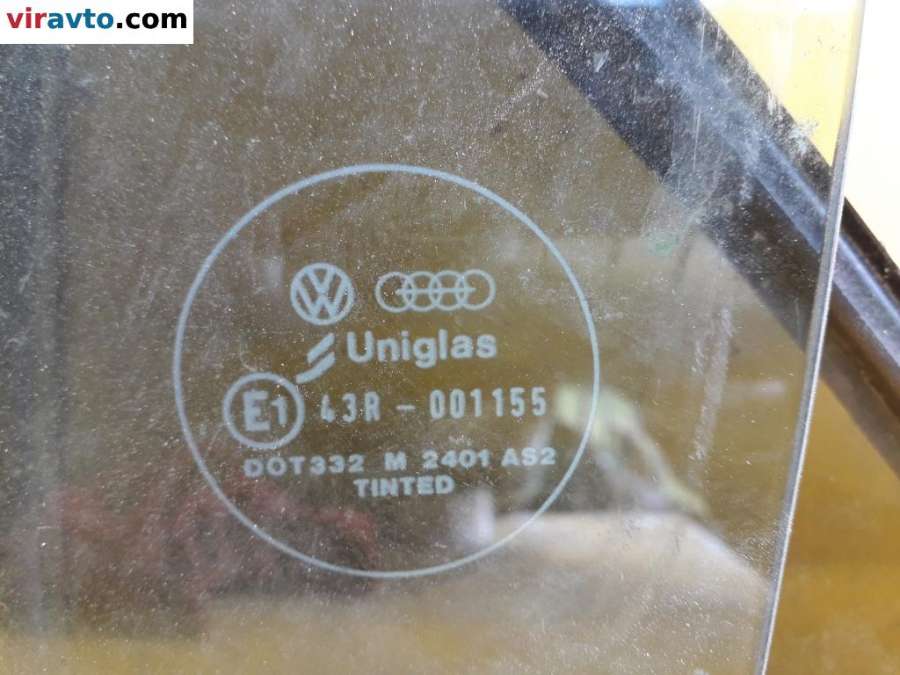 viravto.com
Uniglas
E1 43R - 001155
DOT332 M 2401 AS2
TINTED